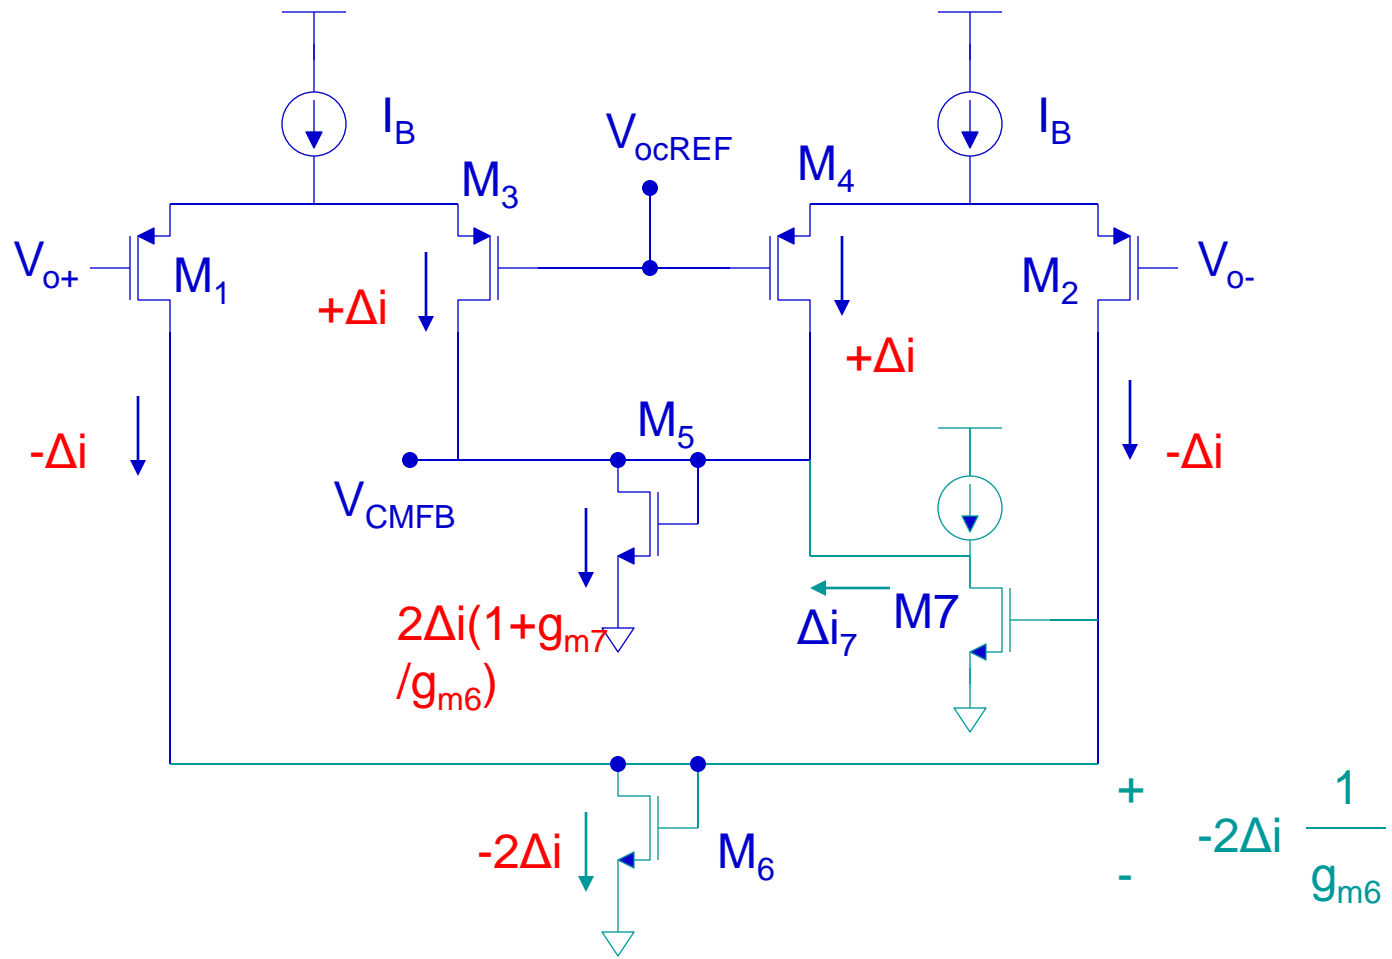 I_B
V_ocREF
I_B
M_3
M_4
V_o+
M_1
M_2
V_o-
+Δi
+Δi
M_5
-Δi
-Δi
V_CMFB
2Δi(1+g_m7
/g_m6)
Δi_7
M7
-2Δi
M_6
+
-
-2Δi
1
g_m6